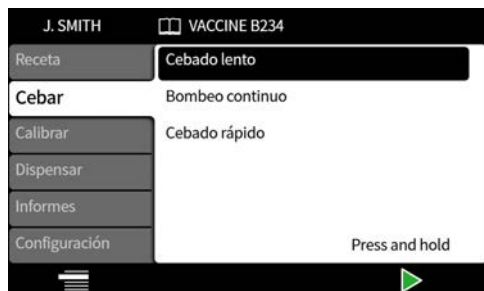 J. SMITH
VACCINE B234
Receta
Cebar
Calibrar
Dispensar
Informes
Configuración
Cebado lento
Bombeo continuo
Cebado rápido
Press and hold